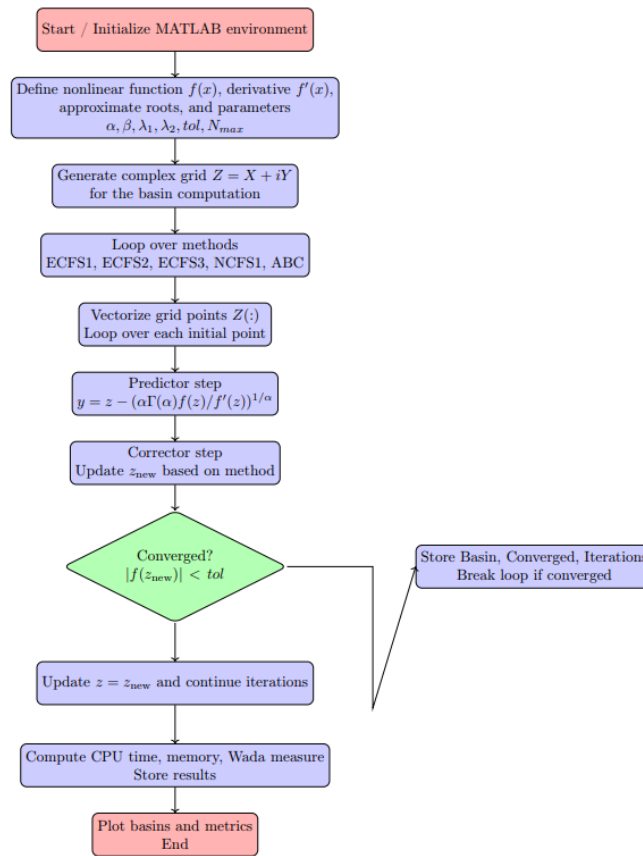 Start / Initialize MATLAB environment
Define nonlinear function f(x), derivative f′(x),
approximate roots, and parameters
α, β, λ₁, λ₂, tol, Nₘₐₓ
Generate complex grid Z = X + iY
for the basin computation
Loop over methods
ECFS1, ECFS2, ECFS3, NCFS1, ABC
Vectorize grid points Z(:)
Loop over each initial point
Predictor step
y = z − (αΓ(α)f(z)/f′(z))^{1/α}
Corrector step
Update z_new based on method
Converged?
|f(z_new)| < tol
Store Basin, Converged, Iterations
Break loop if converged
Update z = z_new and continue iterations
Compute CPU time, memory, Wada measure
Store results
Plot basins and metrics
End